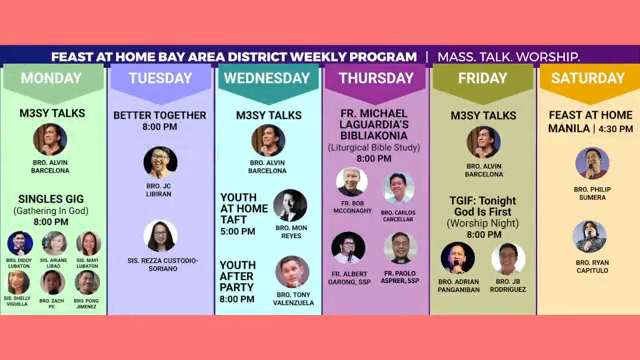 FEAST AT HOME BAY AREA DISTRICT WEEKLY PROGRAM | MASS. TALK. WORSHIP.
MONDAY
M3SY TALKS
BRO. ALVIN
BARCELONA
SINGLES GIG
(Gathering In God)
8:00 PM
BRO. DIDOY
LUBATON
SIS. ARIANE
LIBAO
SIS. MAYI
LUBATON
SIS. SHELLY
VIGUILLA
BRO. ZACH
PE
BRO. PONG
JIMENEZ
TUESDAY
BETTER TOGETHER
8:00 PM
BRO. JC
LIBIRAN
SIS. REZZA CUSTODIO-
SORIANO
WEDNESDAY
M3SY TALKS
BRO. ALVIN
BARCELONA
YOUTH
AT HOME
TAFT
5:00 PM
BRO. MON
REYES
YOUTH
AFTER
PARTY
8:00 PM
BRO. TONY
VALENZUELA
THURSDAY
FR. MICHAEL
LAGUARDIA'S
BIBLIAKONIA
(Liturgical Bible Study)
8:00 PM
FR. BOB
MCCONAGHY
BRO. CARLOS
CARCELLAR
FR. ALBERT
GARONG, SSP
FR. PAOLO
ASPRER, SSP
FRIDAY
M3SY TALKS
BRO. ALVIN
BARCELONA
TGIF: Tonight
God Is First
(Worship Night)
8:00 PM
BRO. ADRIAN
PANGANIBAN
BRO. JB
RODRIGUEZ
SATURDAY
FEAST AT HOME
MANILA | 4:30 PM
BRO. PHILIP
SUMERA
BRO. RYAN
CAPITULO